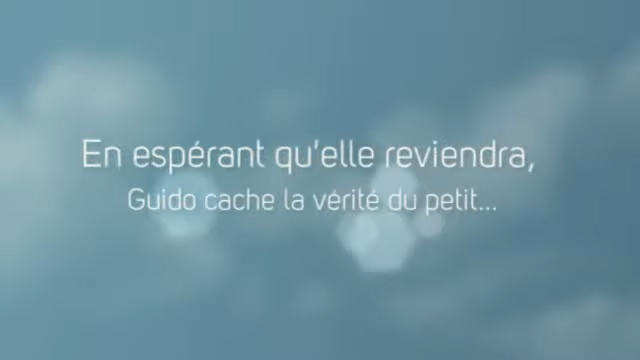 En espérant qu'elle reviendra,
Guido cache la vérité du petit...